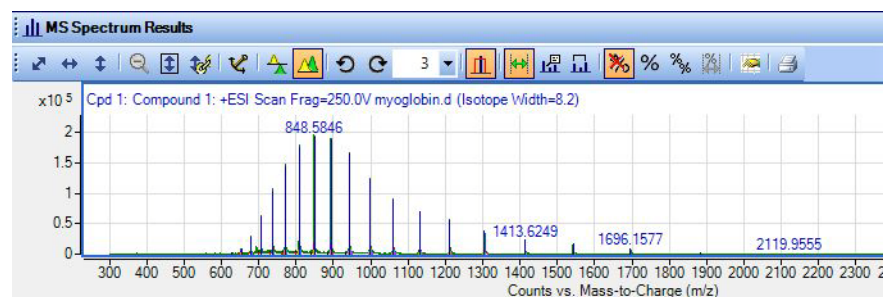 MS Spectrum Results
3
x10 5 Cpd 1: Compound 1: +ESI Scan Frag=250.0V myoglobin.d (Isotope Width=8.2)
2
848.5846
1.5
1
0.5
1413.6249
1696.1577
2119.9555
0
300 400 500 600 700 800 900 1000 1100 1200 1300 1400 1500 1600 1700 1800 1900 2000 2100 2200 2300
Counts vs. Mass-to-Charge (m/z)